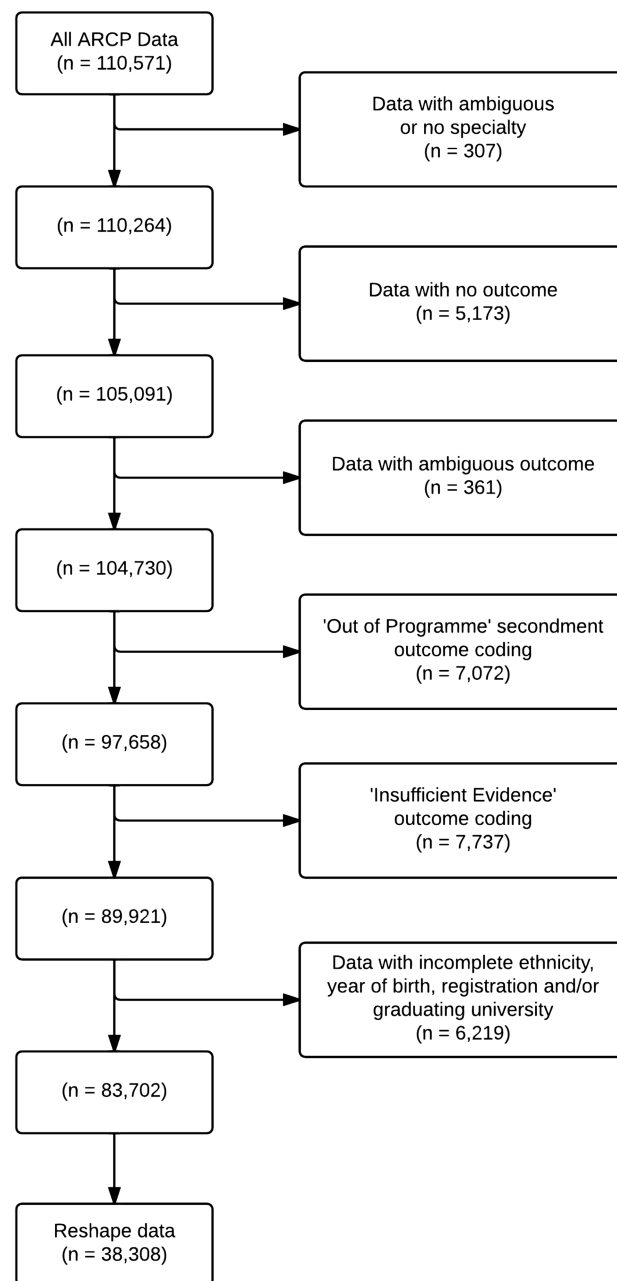 All ARCP Data
(n = 110,571)
Data with ambiguous
or no specialty
(n = 307)
(n = 110,264)
Data with no outcome
(n = 5,173)
(n = 105,091)
Data with ambiguous outcome
(n = 361)
(n = 104,730)
'Out of Programme' secondment
outcome coding
(n = 7,072)
(n = 97,658)
'Insufficient Evidence'
outcome coding
(n = 7,737)
(n = 89,921)
Data with incomplete ethnicity,
year of birth, registration and/or
graduating university
(n = 6,219)
(n = 83,702)
Reshape data
(n = 38,308)